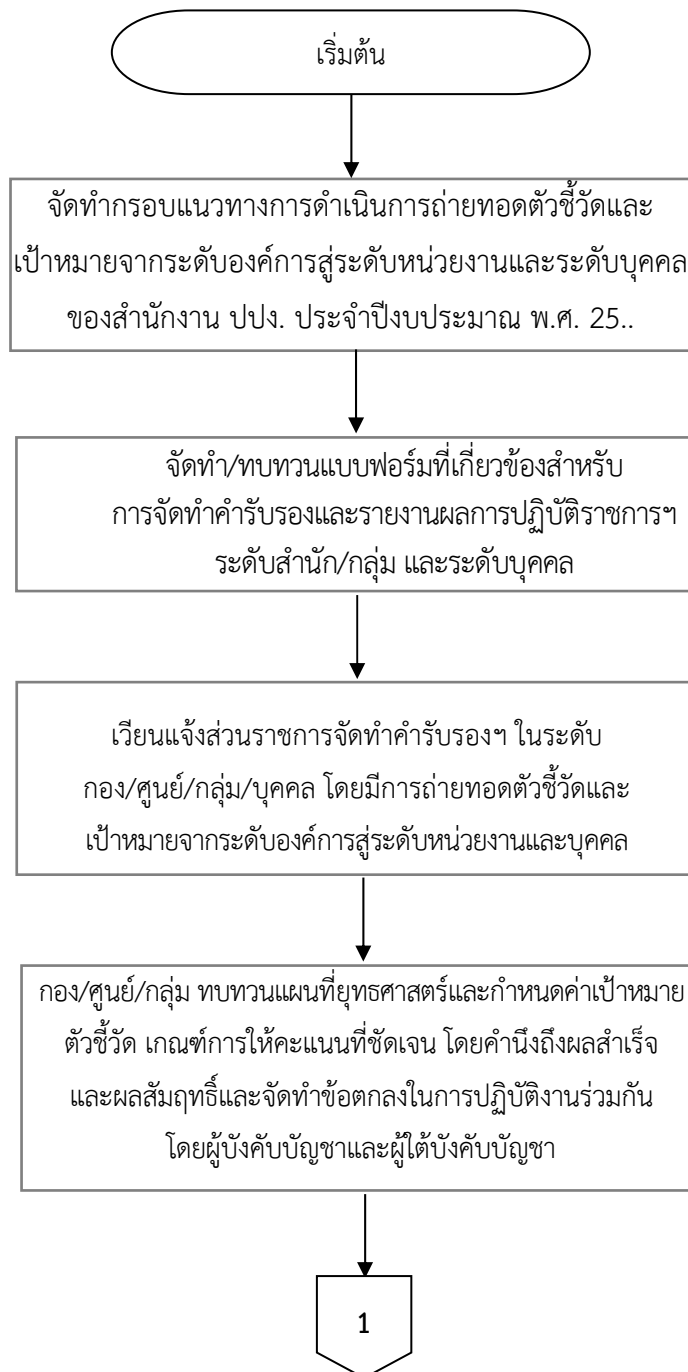 เริ่มต้น
จัดทำกรอบแนวทางการดำเนินการถ่ายทอดตัวชี้วัดและ
เป้าหมายจากระดับองค์การสู่ระดับหน่วยงานและระดับบุคคล
ของสำนักงาน ปปง. ประจำปีงบประมาณ พ.ศ. 25..
จัดทำ/ทบทวนแบบฟอร์มที่เกี่ยวข้องสำหรับ
การจัดทำคำรับรองและรายงานผลการปฏิบัติราชการฯ
ระดับสำนัก/กลุ่ม และระดับบุคคล
เวียนแจ้งส่วนราชการจัดทำคำรับรองฯ ในระดับ
กอง/ศูนย์/กลุ่ม/บุคคล โดยมีการถ่ายทอดตัวชี้วัดและ
เป้าหมายจากระดับองค์การสู่ระดับหน่วยงานและบุคคล
กอง/ศูนย์/กลุ่ม ทบทวนแผนที่ยุทธศาสตร์และกำหนดค่าเป้าหมาย
ตัวชี้วัด เกณฑ์การให้คะแนนที่ชัดเจน โดยคำนึงถึงผลสำเร็จ
และผลสัมฤทธิ์และจัดทำข้อตกลงในการปฏิบัติงานร่วมกัน
โดยผู้บังคับบัญชาและผู้ใต้บังคับบัญชา
1